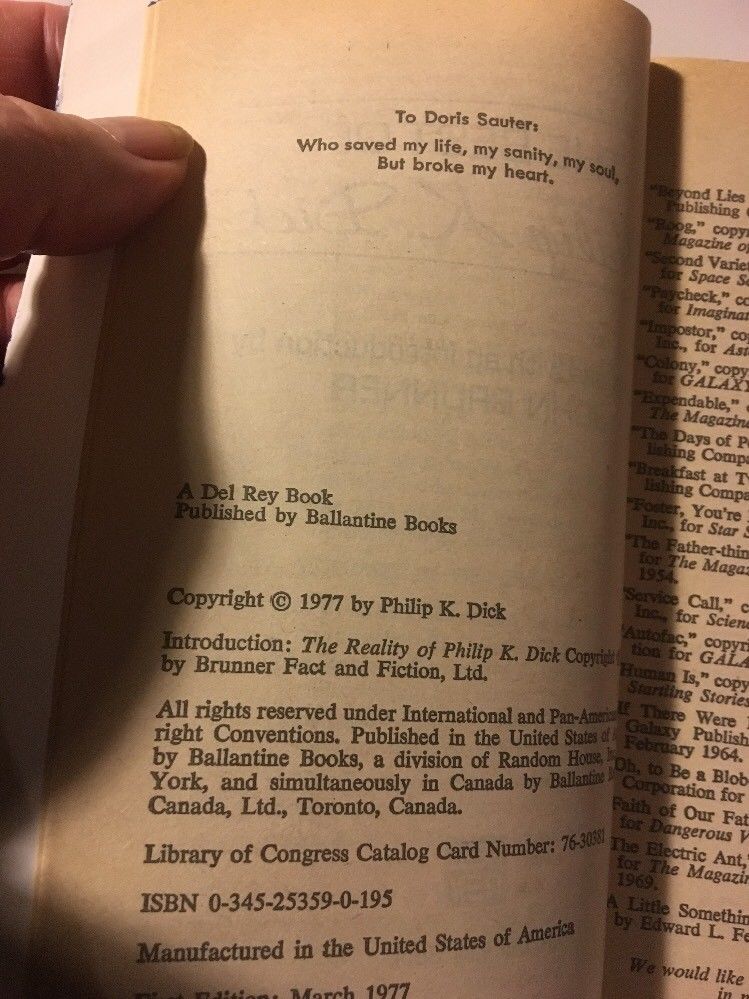 To Doris Sauter:
Who saved my life, my sanity, my soul,
But broke my heart.
A Del Rey Book
Published by Ballantine Books
Copyright © 1977 by Philip K. Dick
Introduction: The Reality of Philip K. Dick Copyright
by Brunner Fact and Fiction, Ltd.
All rights reserved under International and Pan-American
right Conventions. Published in the United States of
by Ballantine Books, a division of Random House,
York, and simultaneously in Canada by Ballantine
Canada, Ltd., Toronto, Canada.
Library of Congress Catalog Card Number: 76-30381
ISBN 0-345-25359-0-195
Manufactured in the United States of America
First Edition: March 1977
"Beyond Lies
Publishing
"Roog," copy
Magazine o
"Second Variet
for Space S
"Paycheck," c
for Imaginat
"Impostor," co
Inc., for Ast
"Colony," copy
for GALAXY
"Expendable,"
The Magazin
"The Days of P
lishing Compa
"Breakfast at T
lishing Compa
"Foster, You're
Inc., for Star S
"The Father-thin
for The Magaz
1954.
"Service Call," c
Inc., for Scienc
"Autofac," copyri
tion for GALA
"Human Is," copy
Startling Stories
If There Were
Galaxy Publish
February 1964.
Oh, to Be a Blob
Corporation for
Faith of Our Fat
for Dangerous V
The Electric Ant,
for The Magazin
1969.
A Little Somethin
by Edward L. Fe
We would like
in